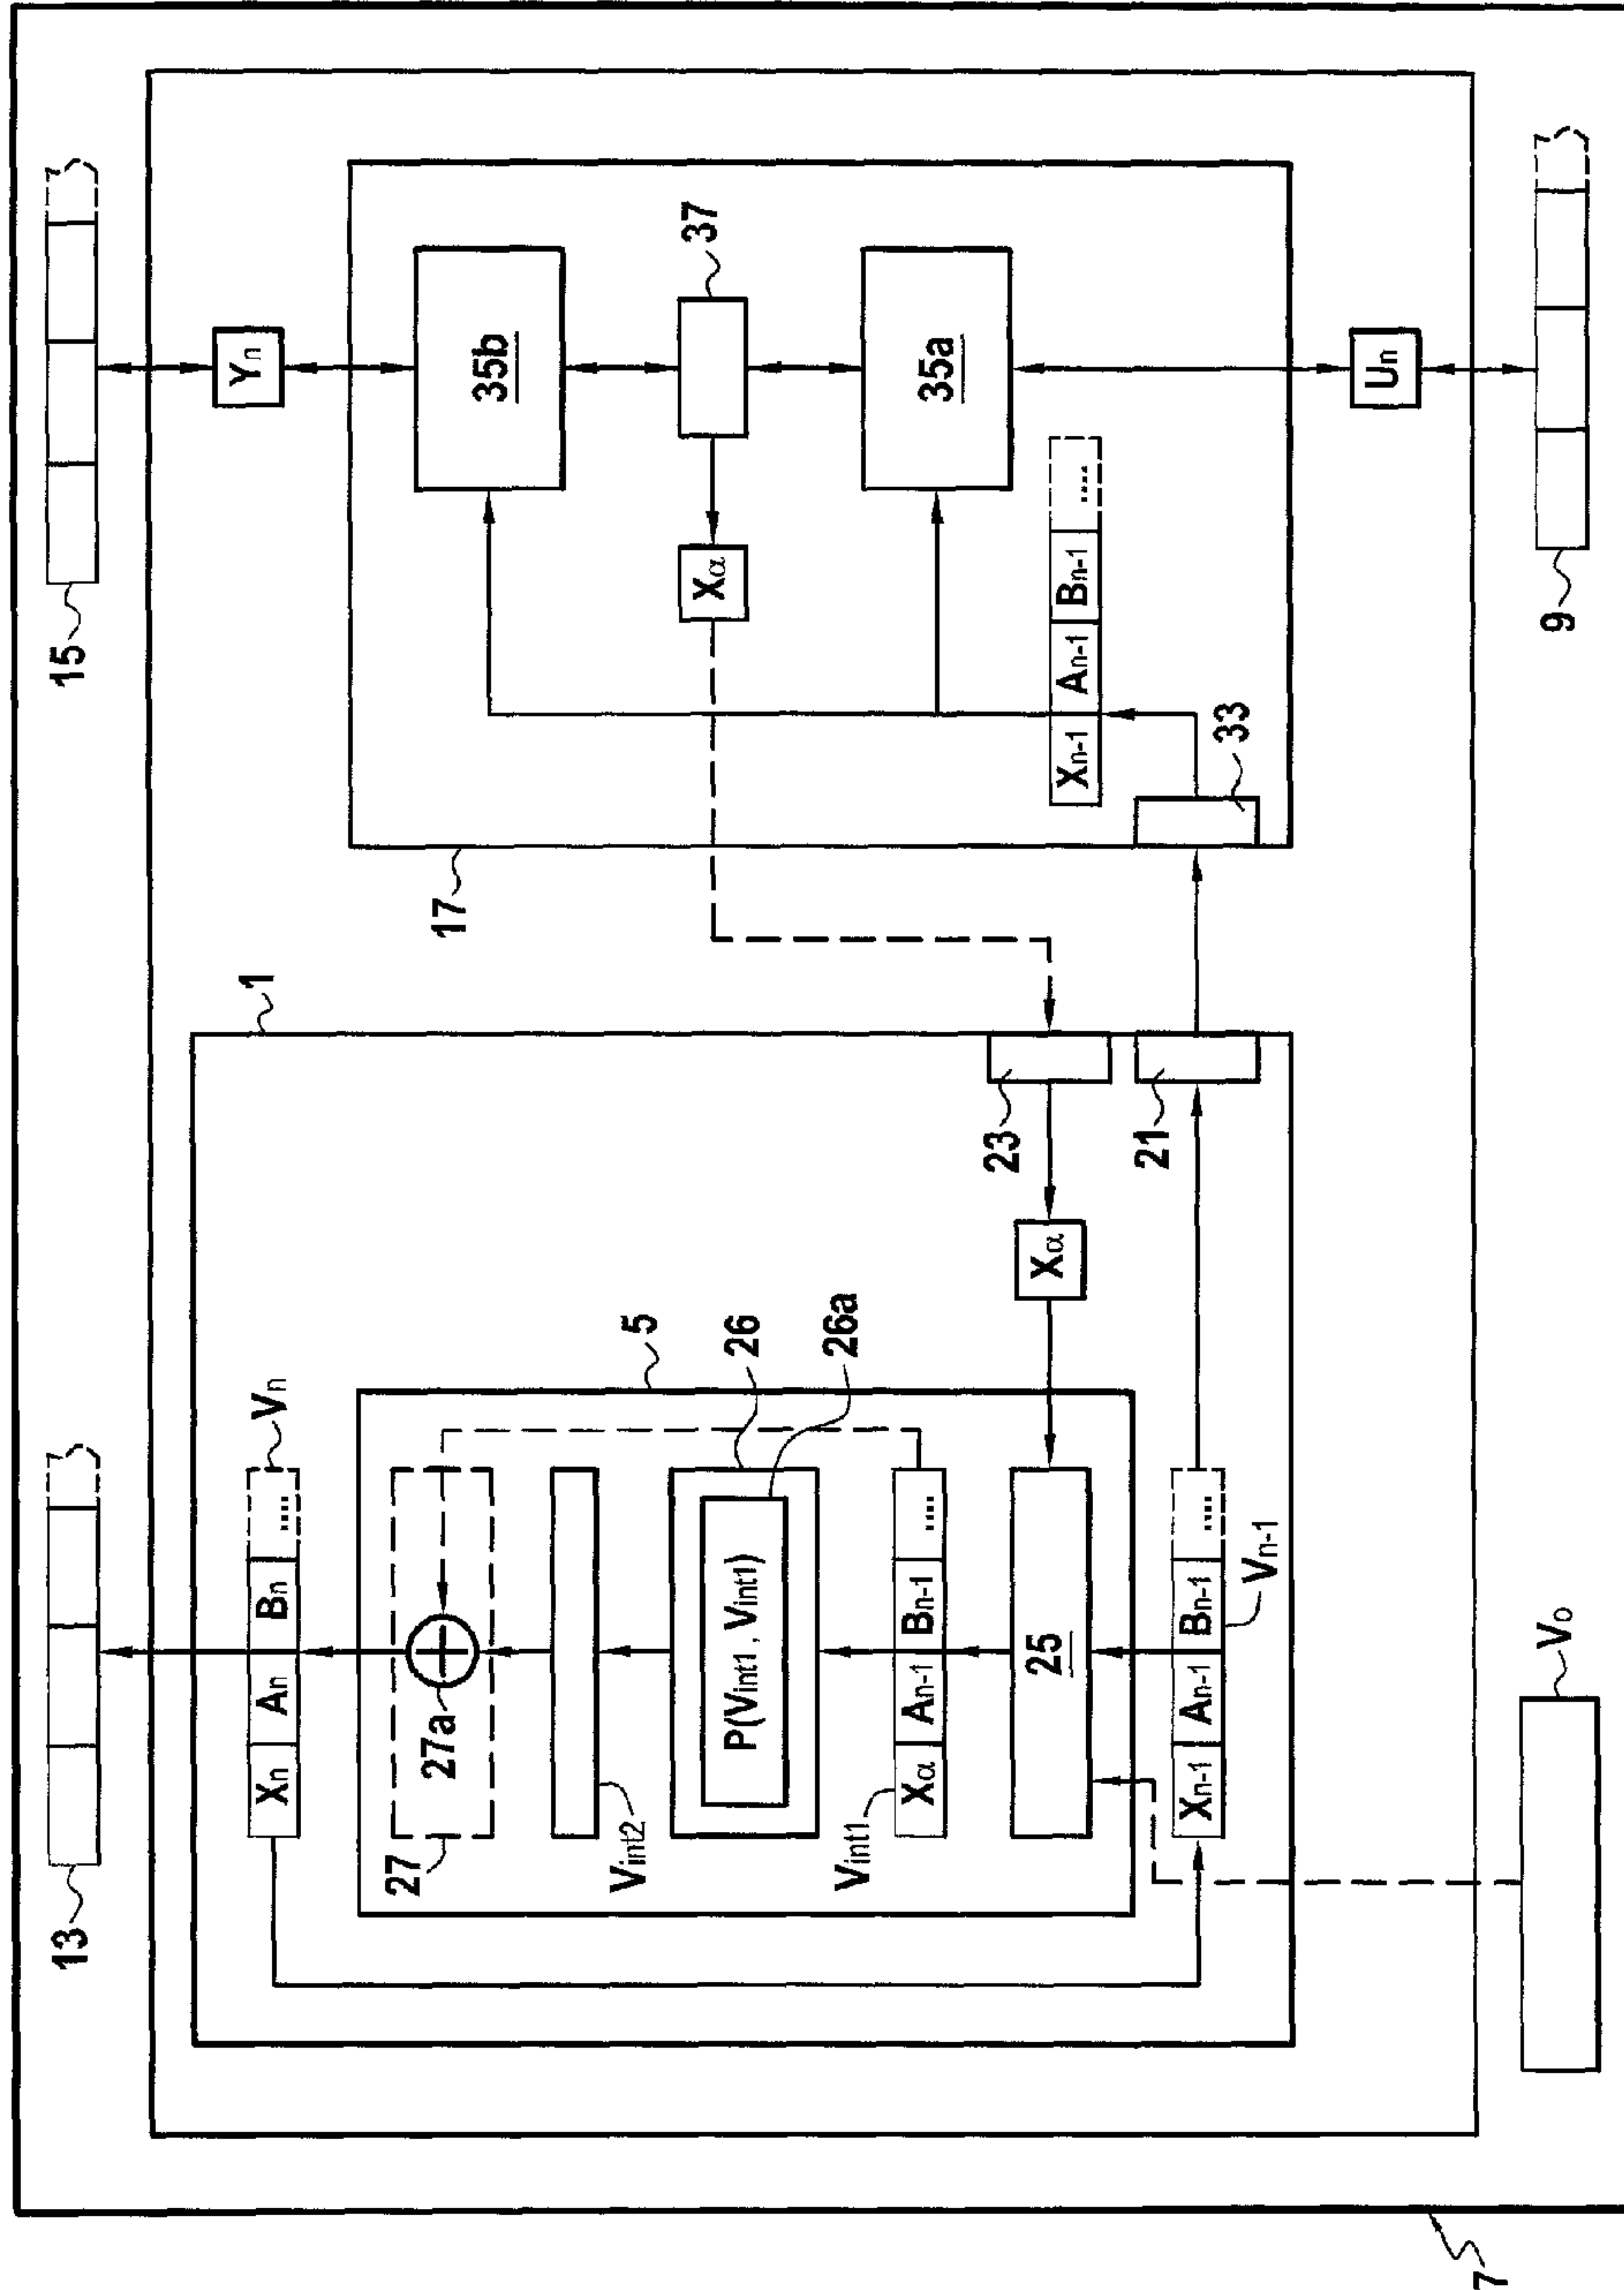 13
15
Xn An Bn ....
Vn
1
Yn
27
27a
5
17
35b
Vint2
26
P(Vint1, Vint1)
26a
Xα
37
Vint1
Xα An-1 Bn-1 ....
23
Xα
35a
25
Xn-1 An-1 Bn-1 ....
21
Xn-1 An-1 Bn-1 ....
Vn-1
33
Un
Vo
9
7